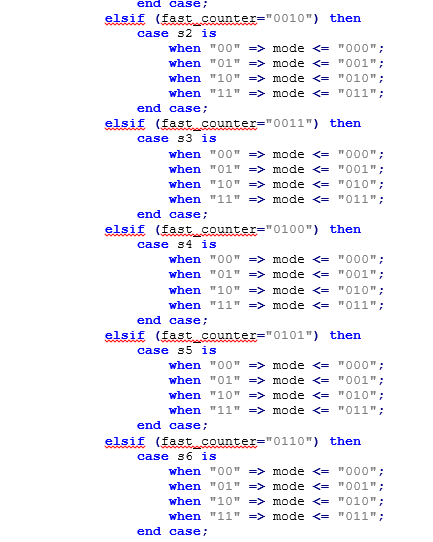 end case;
elsif (fast_counter="0010") then
case s2 is
when "00" => mode <= "000";
when "01" => mode <= "001";
when "10" => mode <= "010";
when "11" => mode <= "011";
end case;
elsif (fast_counter="0011") then
case s3 is
when "00" => mode <= "000";
when "01" => mode <= "001";
when "10" => mode <= "010";
when "11" => mode <= "011";
end case;
elsif (fast_counter="0100") then
case s4 is
when "00" => mode <= "000";
when "01" => mode <= "001";
when "10" => mode <= "010";
when "11" => mode <= "011";
end case;
elsif (fast_counter="0101") then
case s5 is
when "00" => mode <= "000";
when "01" => mode <= "001";
when "10" => mode <= "010";
when "11" => mode <= "011";
end case;
elsif (fast_counter="0110") then
case s6 is
when "00" => mode <= "000";
when "01" => mode <= "001";
when "10" => mode <= "010";
when "11" => mode <= "011";
end case;